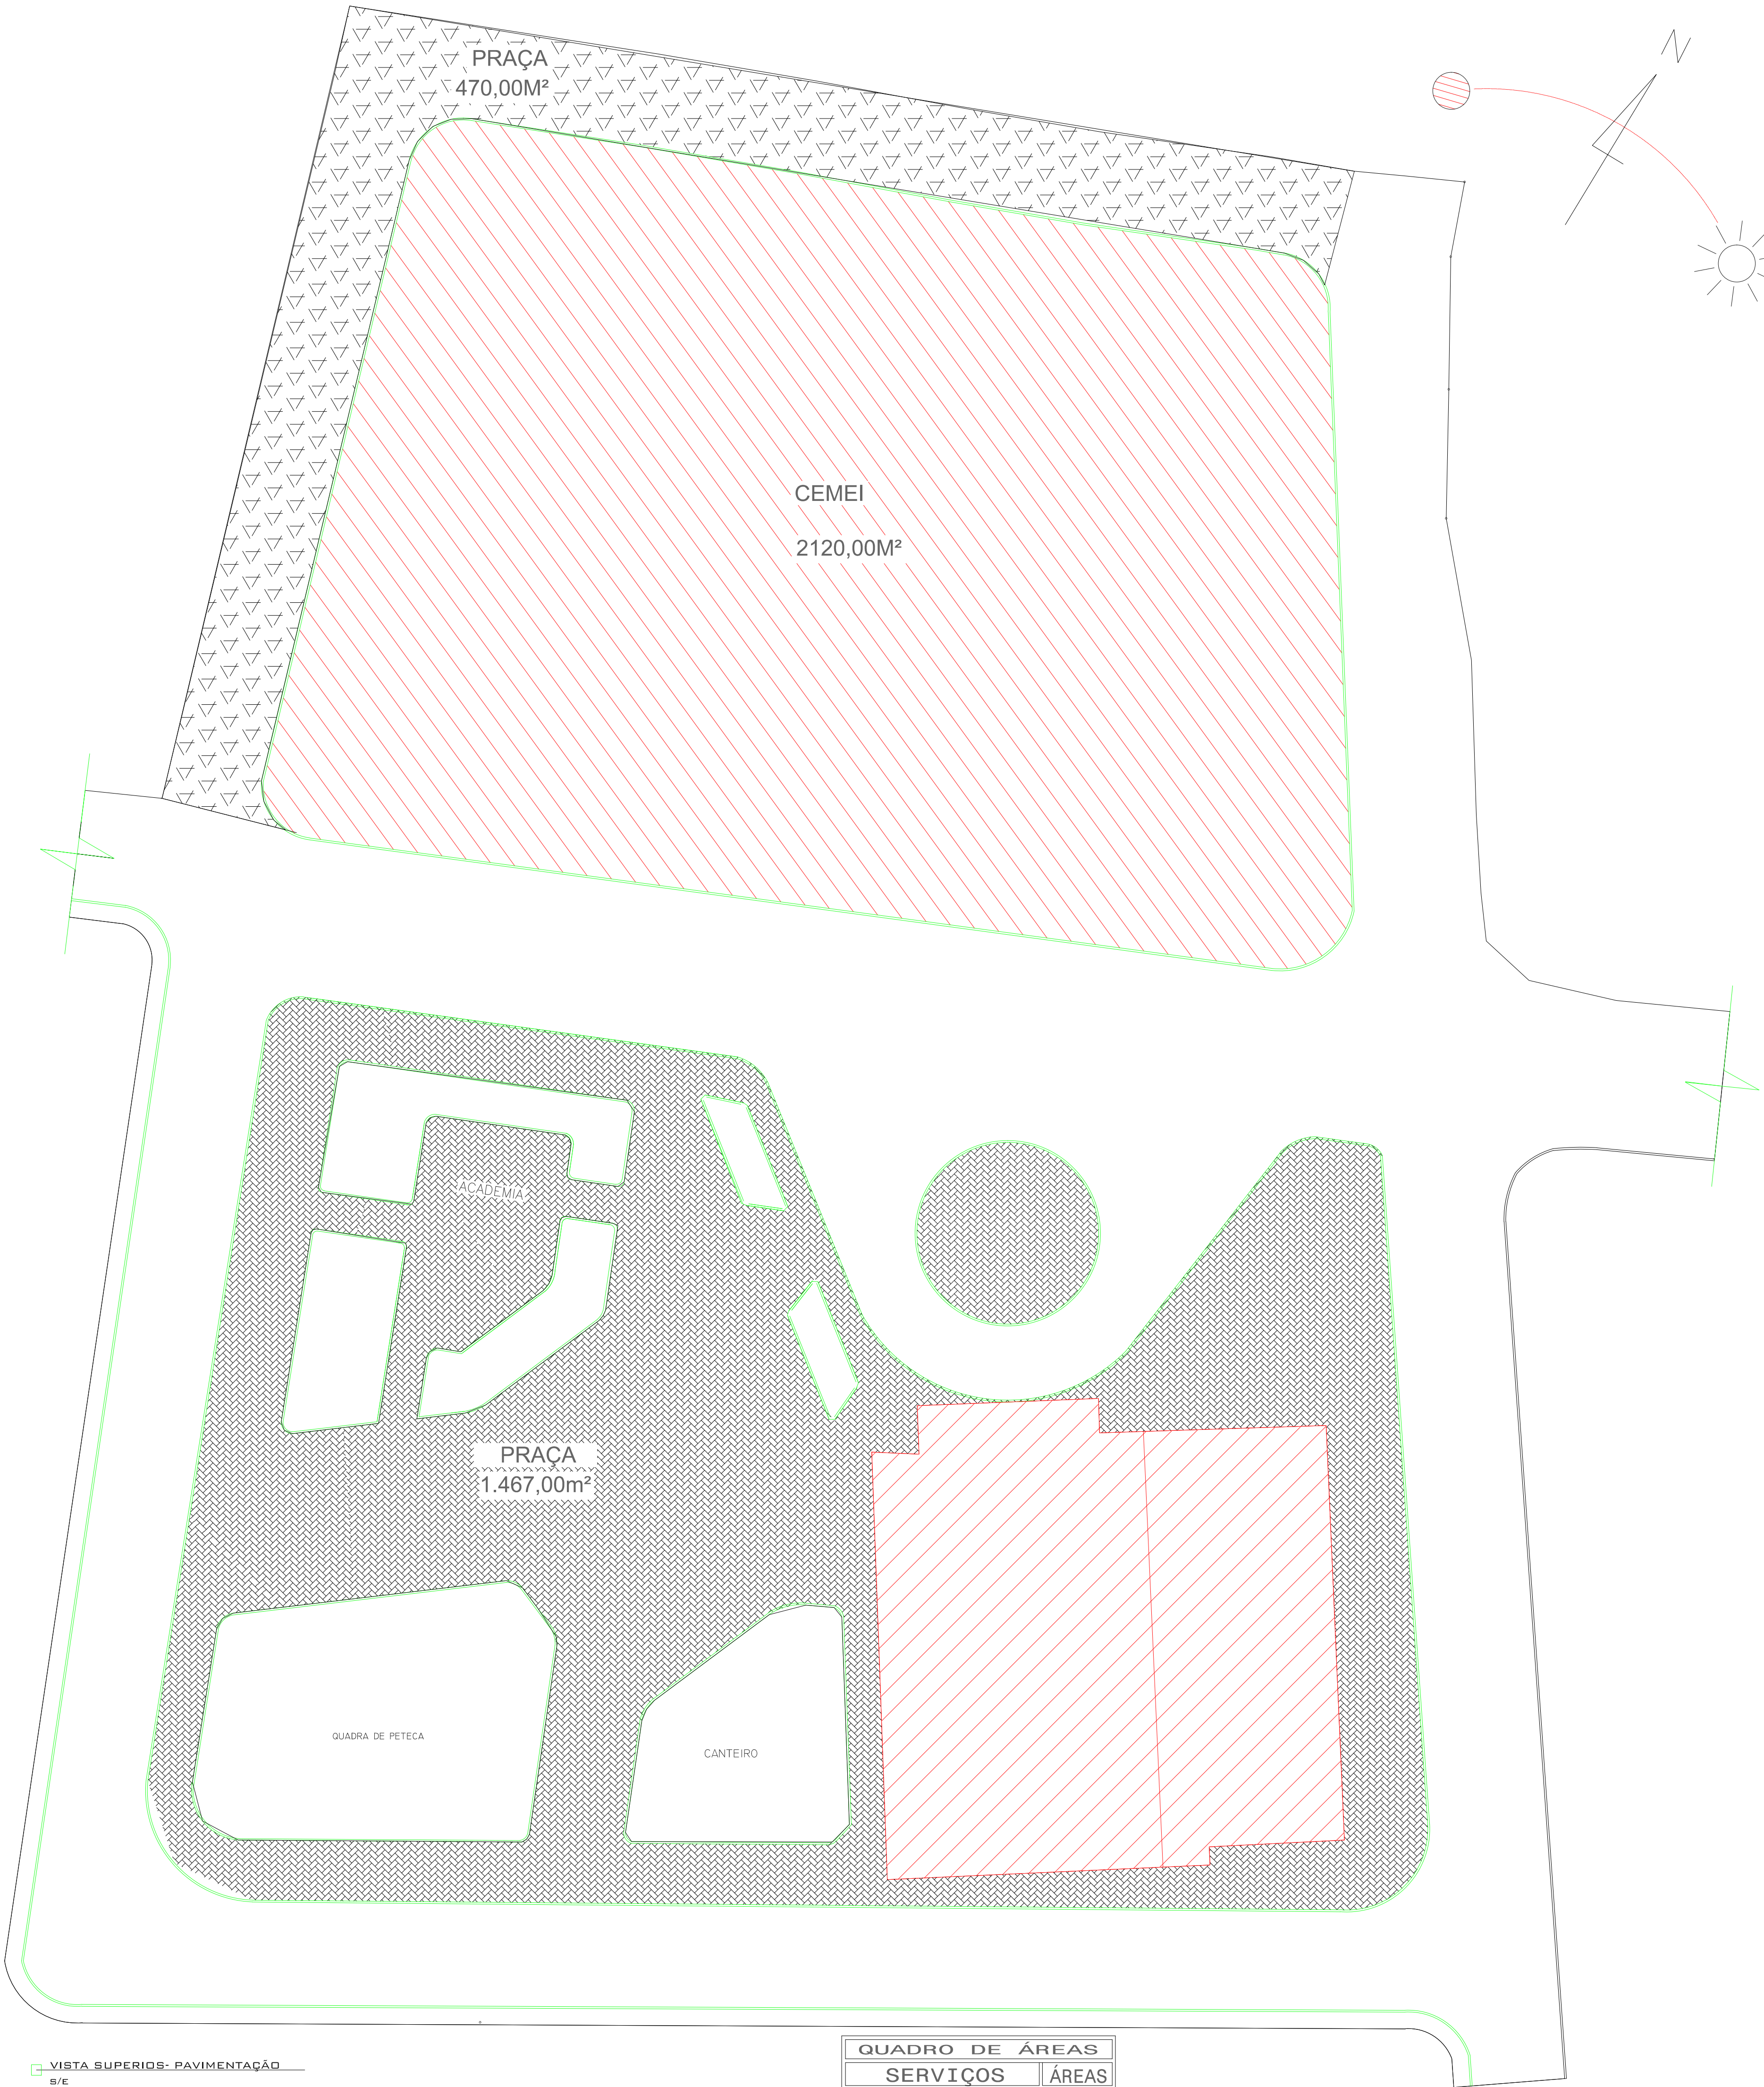 PRAÇA
470,00M²
N
CEMEI
2120,00M²
ACADEMIA
PRAÇA
1.467,00m²
QUADRA DE PETECA
CANTEIRO
QUADRO DE ÁREAS
SERVIÇOS ÁREAS
VISTA SUPERIOS- PAVIMENTAÇÃO
S/E